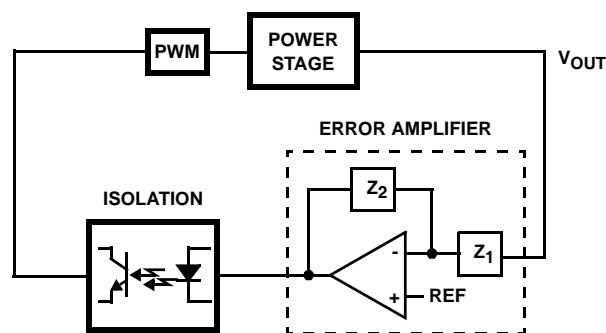 PWM
POWER
STAGE
VOUT
ERROR AMPLIFIER
ISOLATION
Z2
Z1
-
+
REF